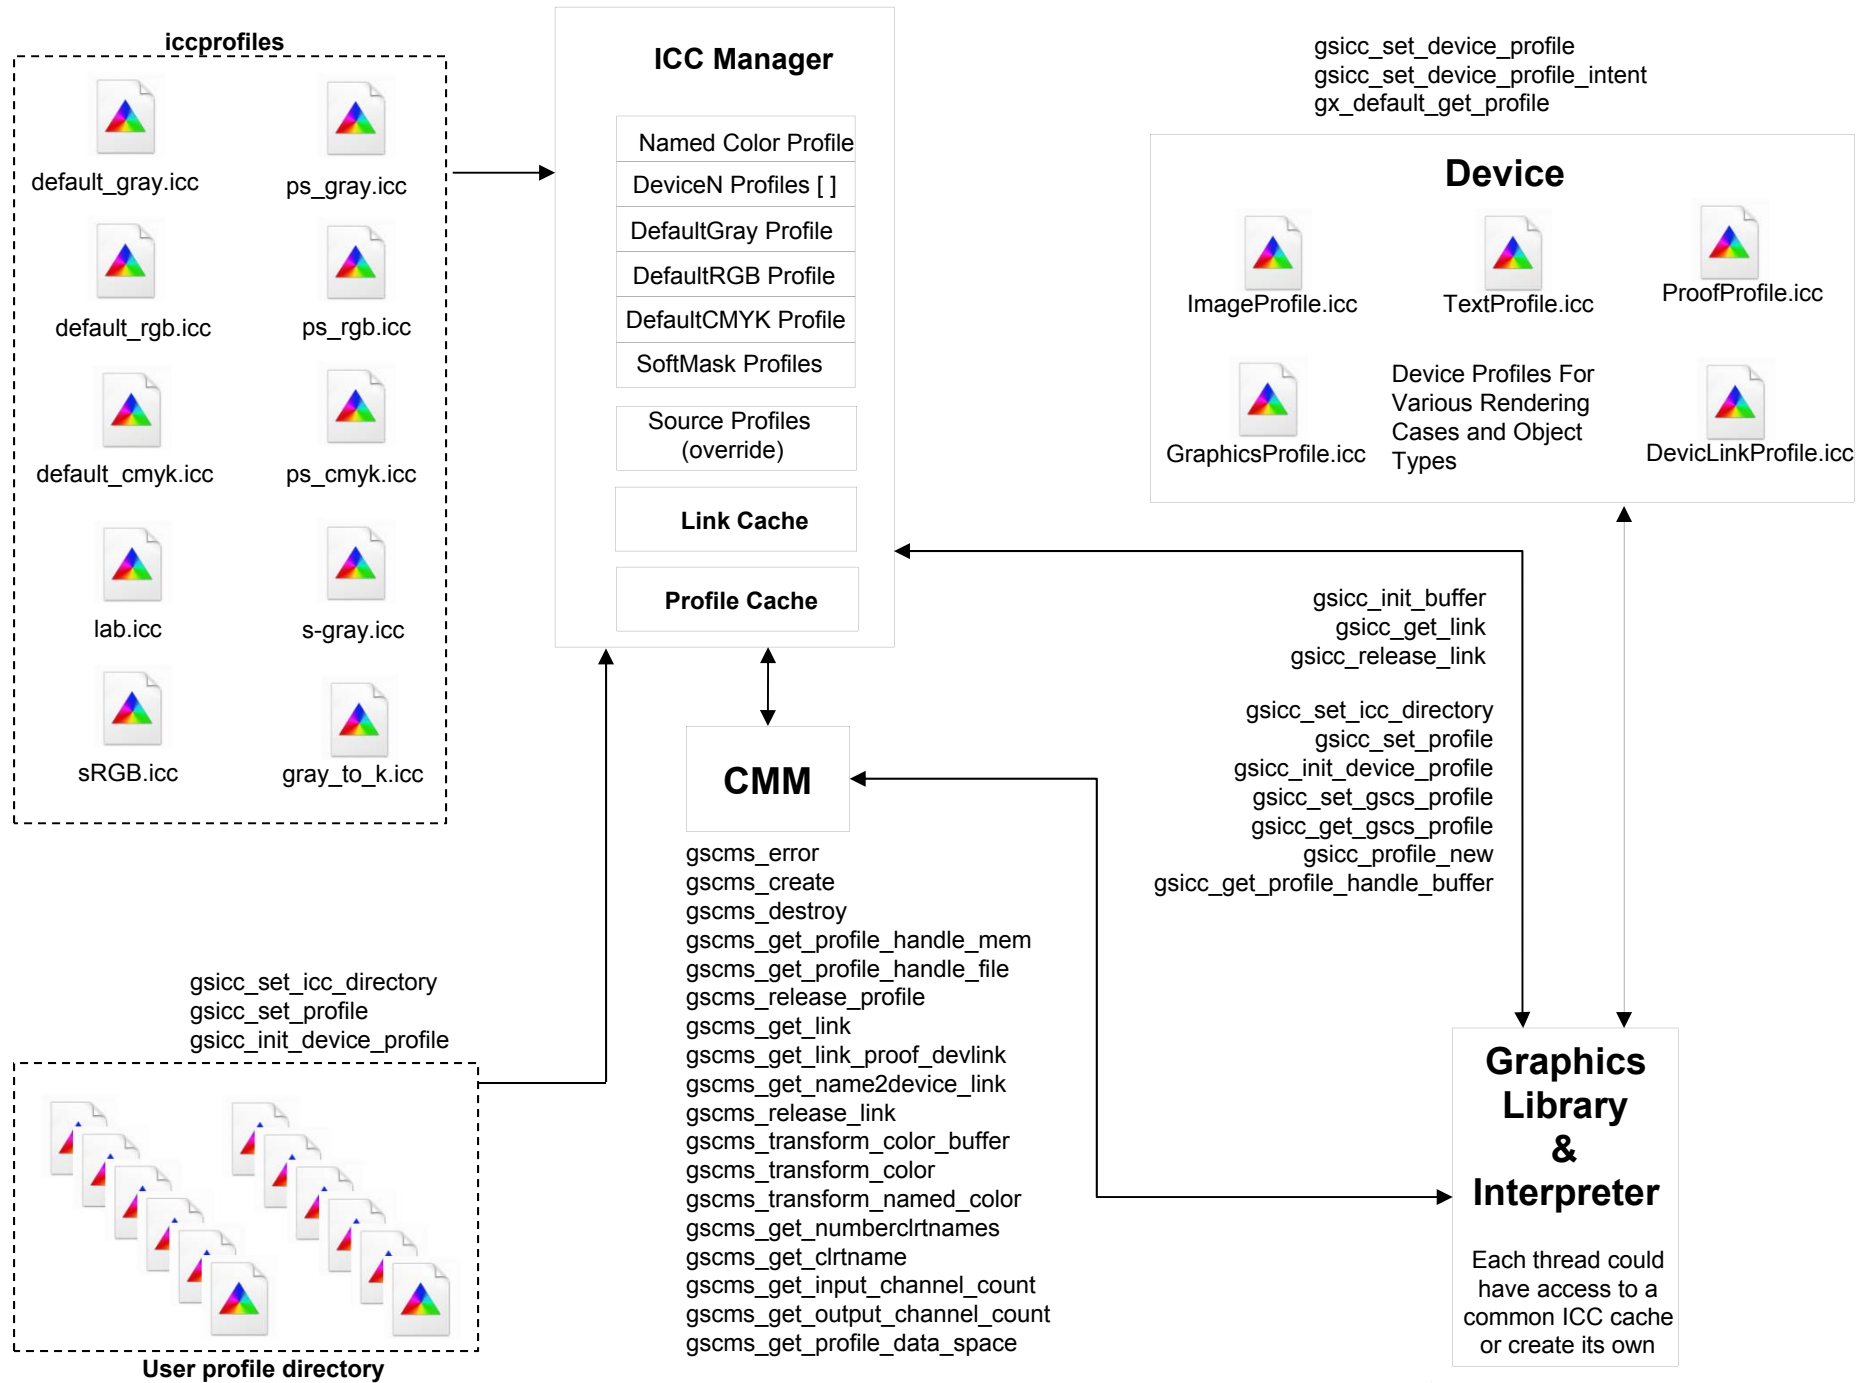 iccprofiles
default_gray.icc
ps_gray.icc
default_rgb.icc
ps_rgb.icc
default_cmyk.icc
ps_cmyk.icc
lab.icc
s-gray.icc
sRGB.icc
gray_to_k.icc
ICC Manager
Named Color Profile
DeviceN Profiles [ ]
DefaultGray Profile
DefaultRGB Profile
DefaultCMYK Profile
SoftMask Profiles
Source Profiles
(override)
Link Cache
Profile Cache
gsicc_set_device_profile
gsicc_set_device_profile_intent
gx_default_get_profile
Device
ImageProfile.icc
TextProfile.icc
ProofProfile.icc
GraphicsProfile.icc
Device Profiles For
Various Rendering
Cases and Object
Types
DevicLinkProfile.icc
gsicc_init_buffer
gsicc_get_link
gsicc_release_link
gsicc_set_icc_directory
gsicc_set_profile
gsicc_init_device_profile
gsicc_set_gscs_profile
gsicc_get_gscs_profile
gsicc_profile_new
gsicc_get_profile_handle_buffer
CMM
gscms_error
gscms_create
gscms_destroy
gscms_get_profile_handle_mem
gscms_get_profile_handle_file
gscms_release_profile
gscms_get_link
gscms_get_link_proof_devlink
gscms_get_name2device_link
gscms_release_link
gscms_transform_color_buffer
gscms_transform_color
gscms_transform_named_color
gscms_get_numberclrtnames
gscms_get_clrtname
gscms_get_input_channel_count
gscms_get_output_channel_count
gscms_get_profile_data_space
gsicc_set_icc_directory
gsicc_set_profile
gsicc_init_device_profile
User profile directory
Graphics
Library
&
Interpreter
Each thread could
have access to a
common ICC cache
or create its own